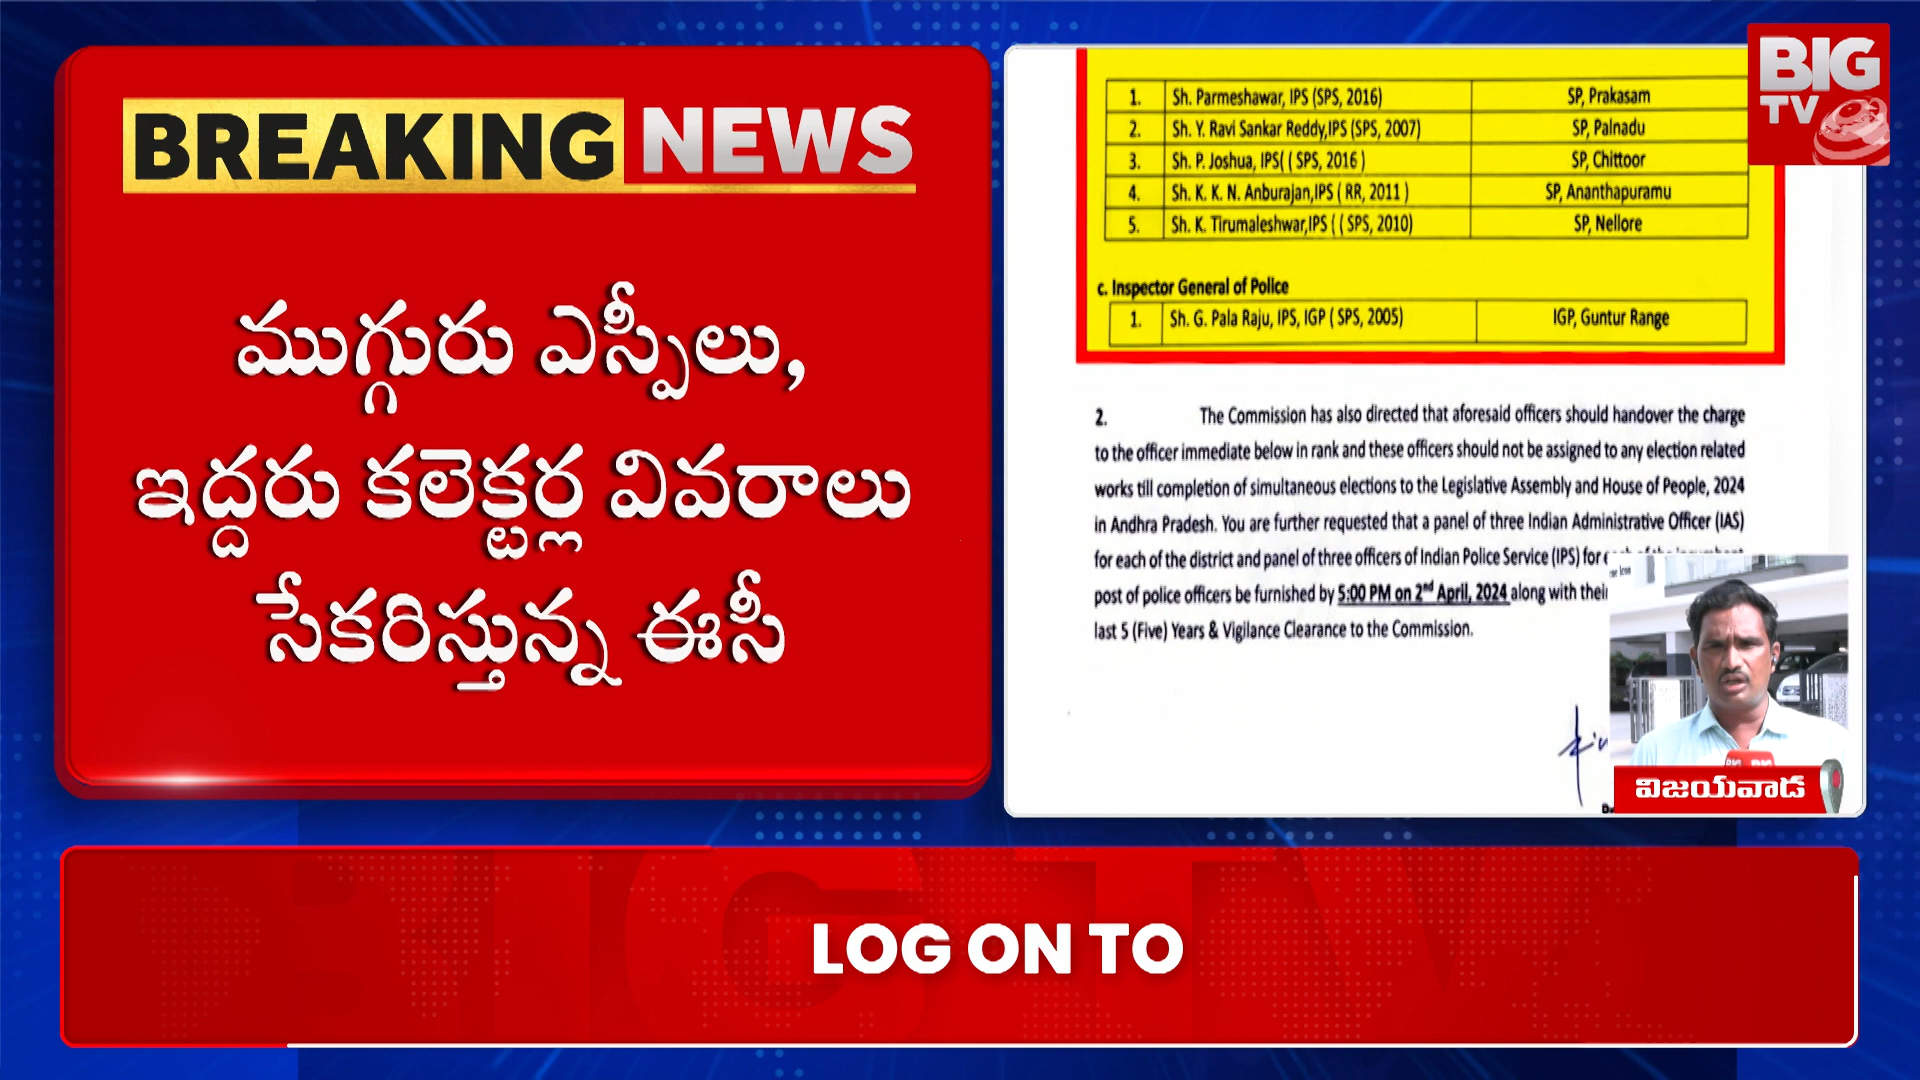 BREAKING NEWS
ముగ్గురు ఎస్పీలు,
ఇద్దరు కలెక్టర్ల వివరాలు
సేకరిస్తున్న ఈసీ
1. Sh. Parmeshawar, IPS (SPS, 2016) SP, Prakasam
2. Sh. Y. Ravi Sankar Reddy,IPS (SPS, 2007) SP, Palnadu
3. Sh. P. Joshua, IPS( ( SPS, 2016 ) SP, Chittoor
4. Sh. K. K. N. Anburajan,IPS ( RR, 2011 ) SP, Ananthapuramu
5. Sh. K. Tirumaleshwar,IPS ( ( SPS, 2010) SP, Nellore
c. Inspector General of Police
1. Sh. G. Pala Raju, IPS, IGP ( SPS, 2005) IGP, Guntur Range
2. The Commission has also directed that aforesaid officers should handover the charge
to the officer immediate below in rank and these officers should not be assigned to any election related
works till completion of simultaneous elections to the Legislative Assembly and House of People, 2024
in Andhra Pradesh. You are further requested that a panel of three Indian Administrative Officer (IAS)
for each of the district and panel of three officers of Indian Police Service (IPS) for
post of police officers be furnished by 5:00 PM on 2nd April, 2024 along with their
last 5 (Five) Years & Vigilance Clearance to the Commission.
BIG
TV
విజయ్‌వాడ
LOG ON TO